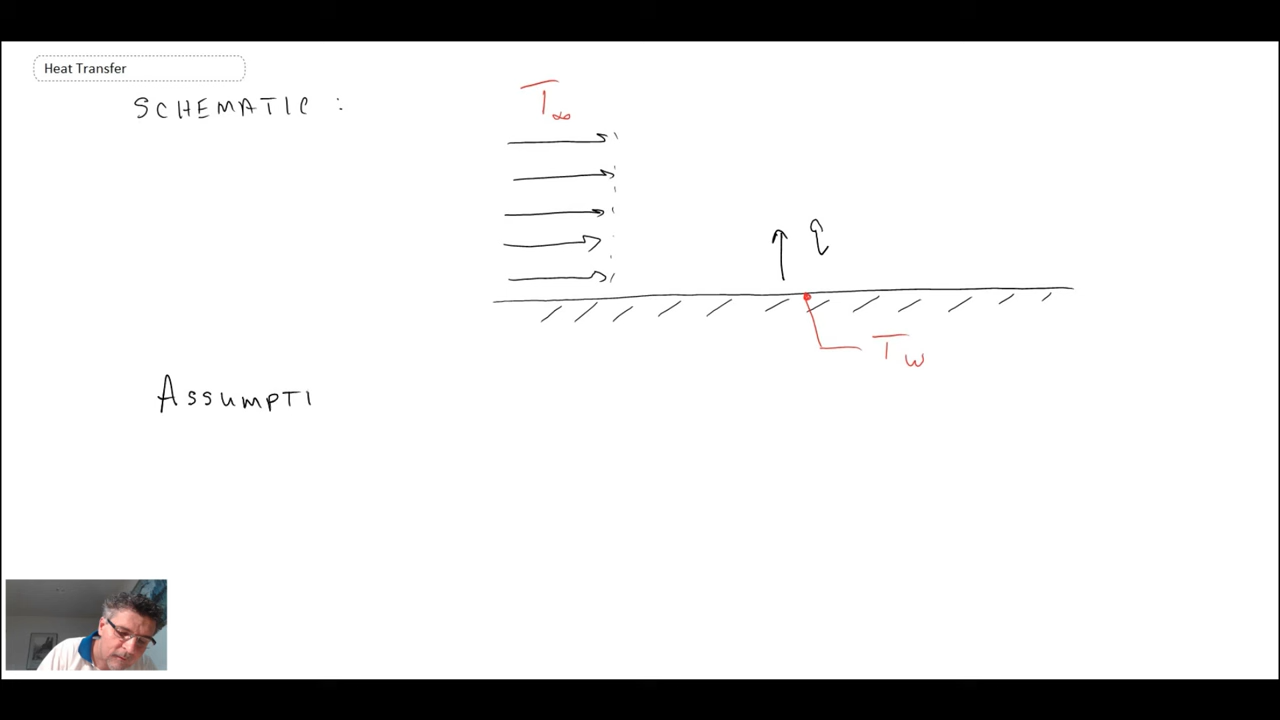 Heat Transfer
SCHEMATIC :
T∞
q
Tw
ASSUMPTI